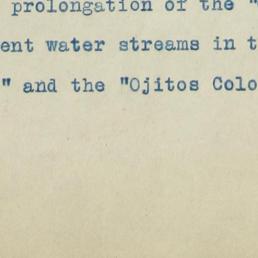 prolongation of the "
ent water streams in t
" and the "Ojitos Colo